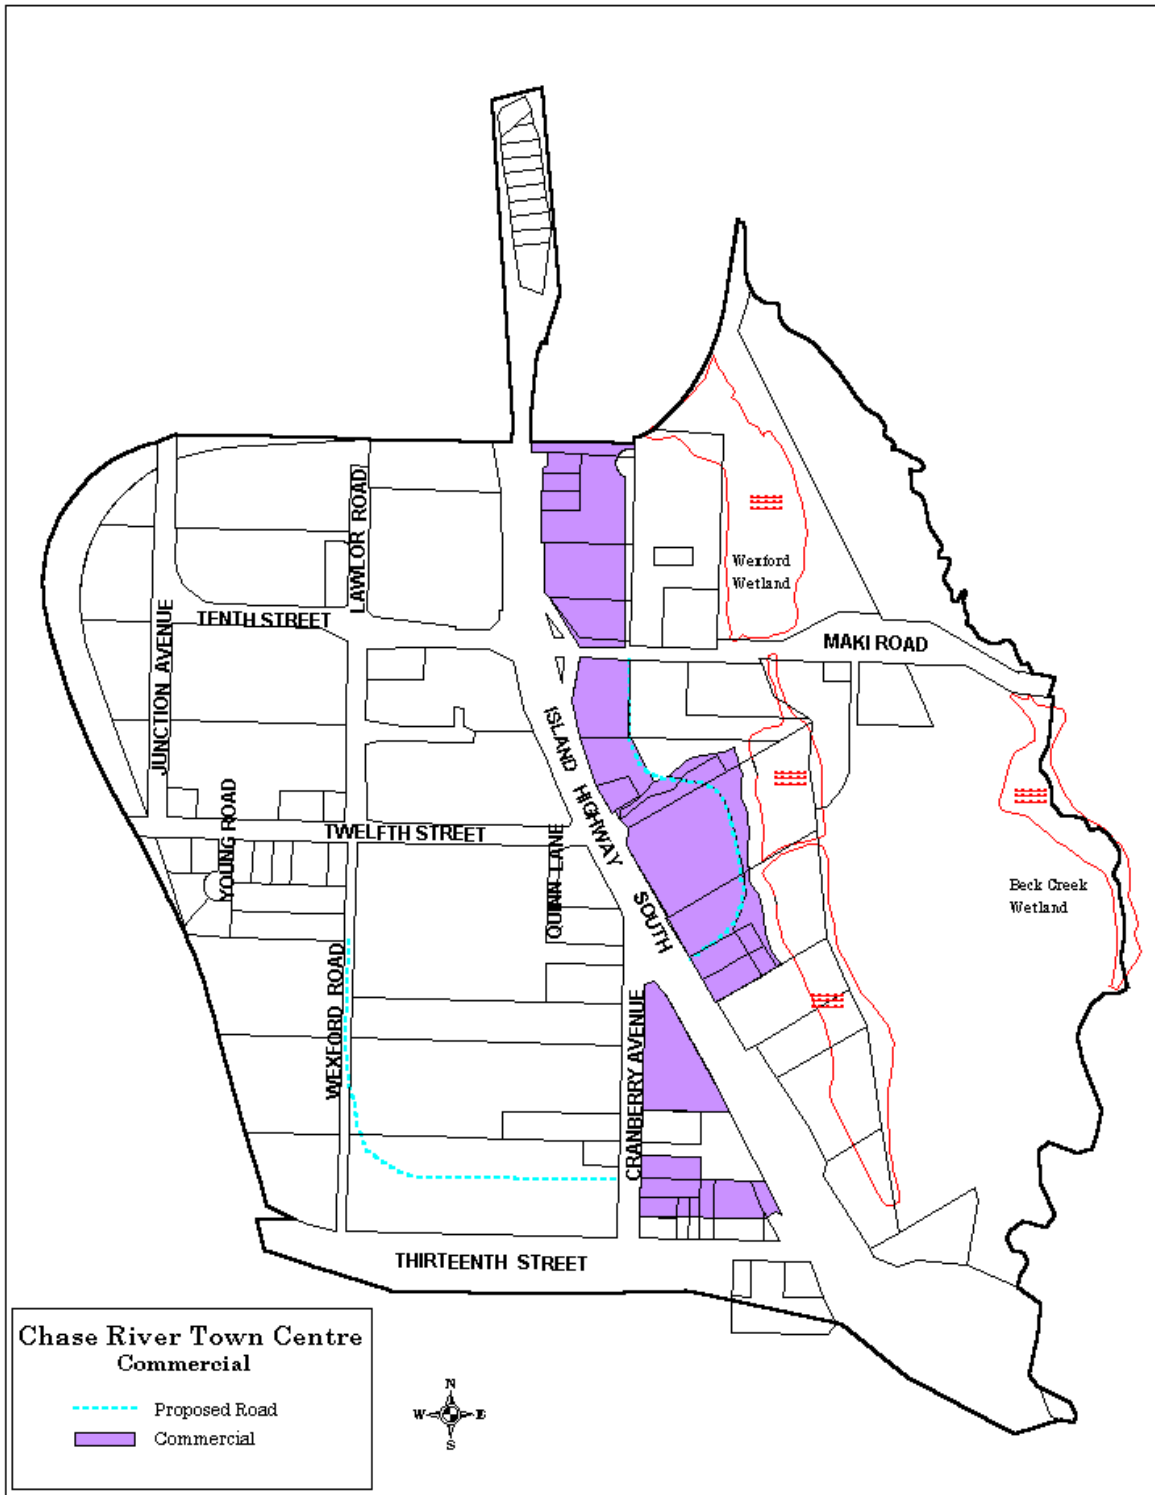 LAWLOR ROAD
Wexford
Wetland
TENTH STREET
JUNCTION AVENUE
MAKI ROAD
ISLAND HIGHWAY SOUTH
YOUNG ROAD
TWELFTH STREET
QUINN LANE
Beck Creek
Wetland
WEXFORD ROAD
CRANBERRY AVENUE
THIRTEENTH STREET
Chase River Town Centre
Commercial
Proposed Road
Commercial
N
W E
S